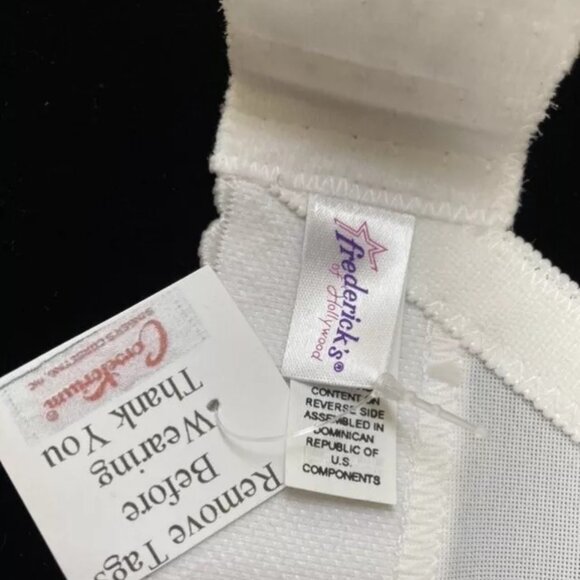 frederick's®
of Hollywood
CONTENT ON
REVERSE SIDE
ASSEMBLED IN
DOMINICAN
REPUBLIC OF
U.S.
COMPONENTS
Remove Tags
Before
Wearing
Thank You